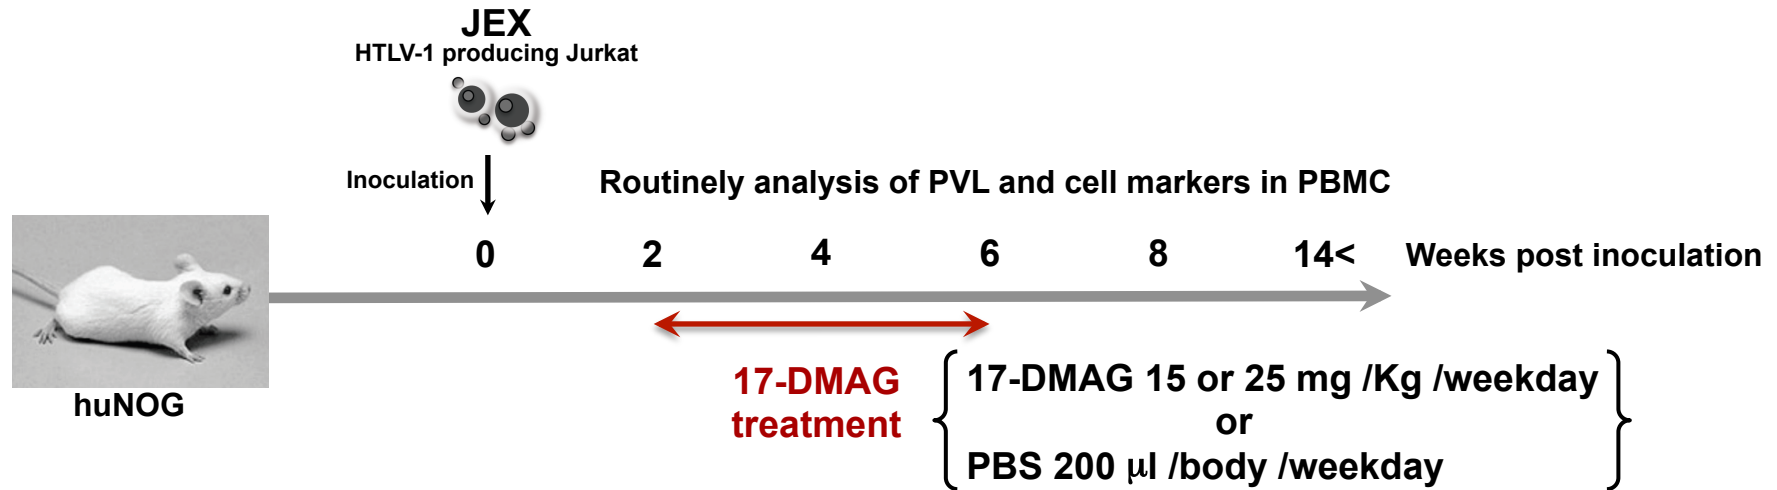 JEX
HTLV-1 producing Jurkat
Inoculation
Routinely analysis of PVL and cell markers in PBMC
0 2 4 6 8 14< Weeks post inoculation
huNOG
17-DMAG
treatment
17-DMAG 15 or 25 mg /Kg /weekday
or
PBS 200 μl /body /weekday